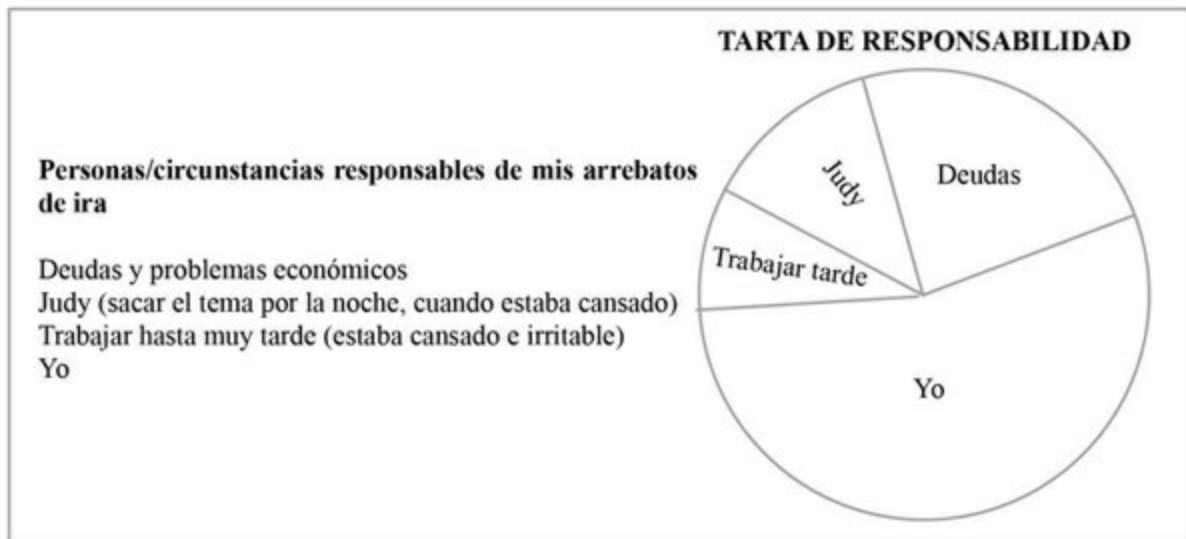 TARTA DE RESPONSABILIDAD
Personas/circunstancias responsables de mis arrebatos
de ira
Deudas y problemas económicos
Judy (sacar el tema por la noche, cuando estaba cansado)
Trabajar hasta muy tarde (estaba cansado e irritable)
Yo
Judy
Deudas
Trabajar tarde
Yo